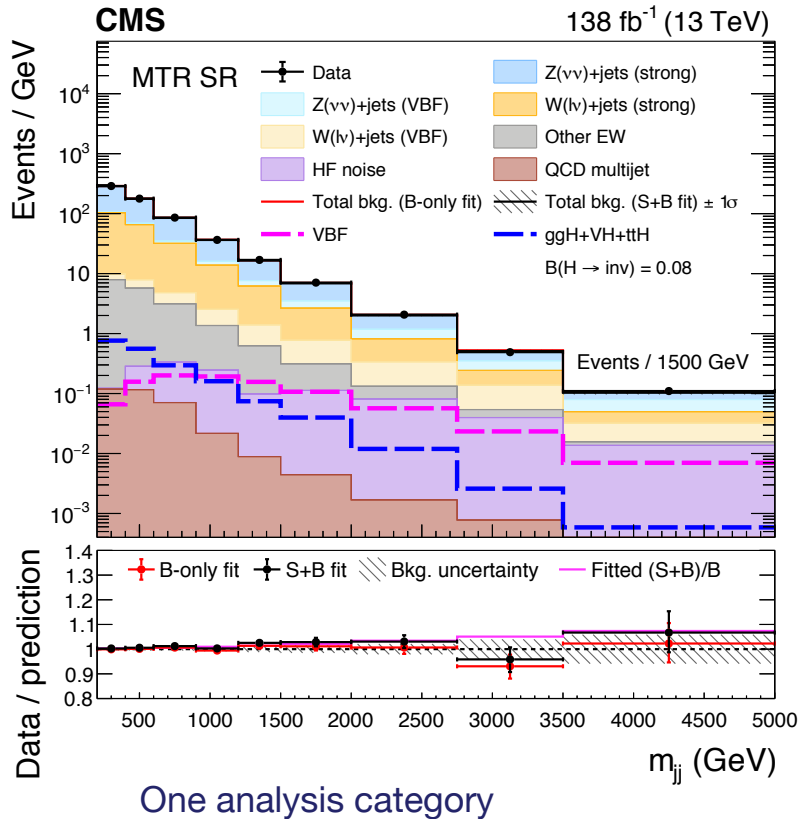 CMS 138 fb⁻¹ (13 TeV)
MTR SR
Data
Z(νν)+jets (strong)
Z(νν)+jets (VBF)
W(lν)+jets (strong)
W(lν)+jets (VBF)
Other EW
HF noise
QCD multijet
Total bkg. (B-only fit)
Total bkg. (S+B fit) ± 1σ
VBF
ggH+VH+ttH
B(H → inv) = 0.08
Events / 1500 GeV
Events / GeV
10⁴
10³
10²
10
1
10⁻¹
10⁻²
10⁻³
B-only fit S+B fit Bkg. uncertainty Fitted (S+B)/B
Data / prediction
1.4
1.3
1.2
1.1
1
0.9
0.8
500 1000 1500 2000 2500 3000 3500 4000 4500 5000
m_jj (GeV)
One analysis category